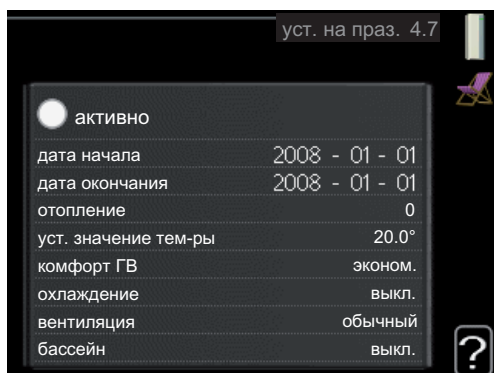 уст. на праз. 4.7
активно
дата начала 2008 - 01 - 01
дата окончания 2008 - 01 - 01
отопление 0
уст. значение тем-ры 20.0°
комфорт ГВ эконом.
охлаждение выкл.
вентиляция обычный
бассейн выкл.
?